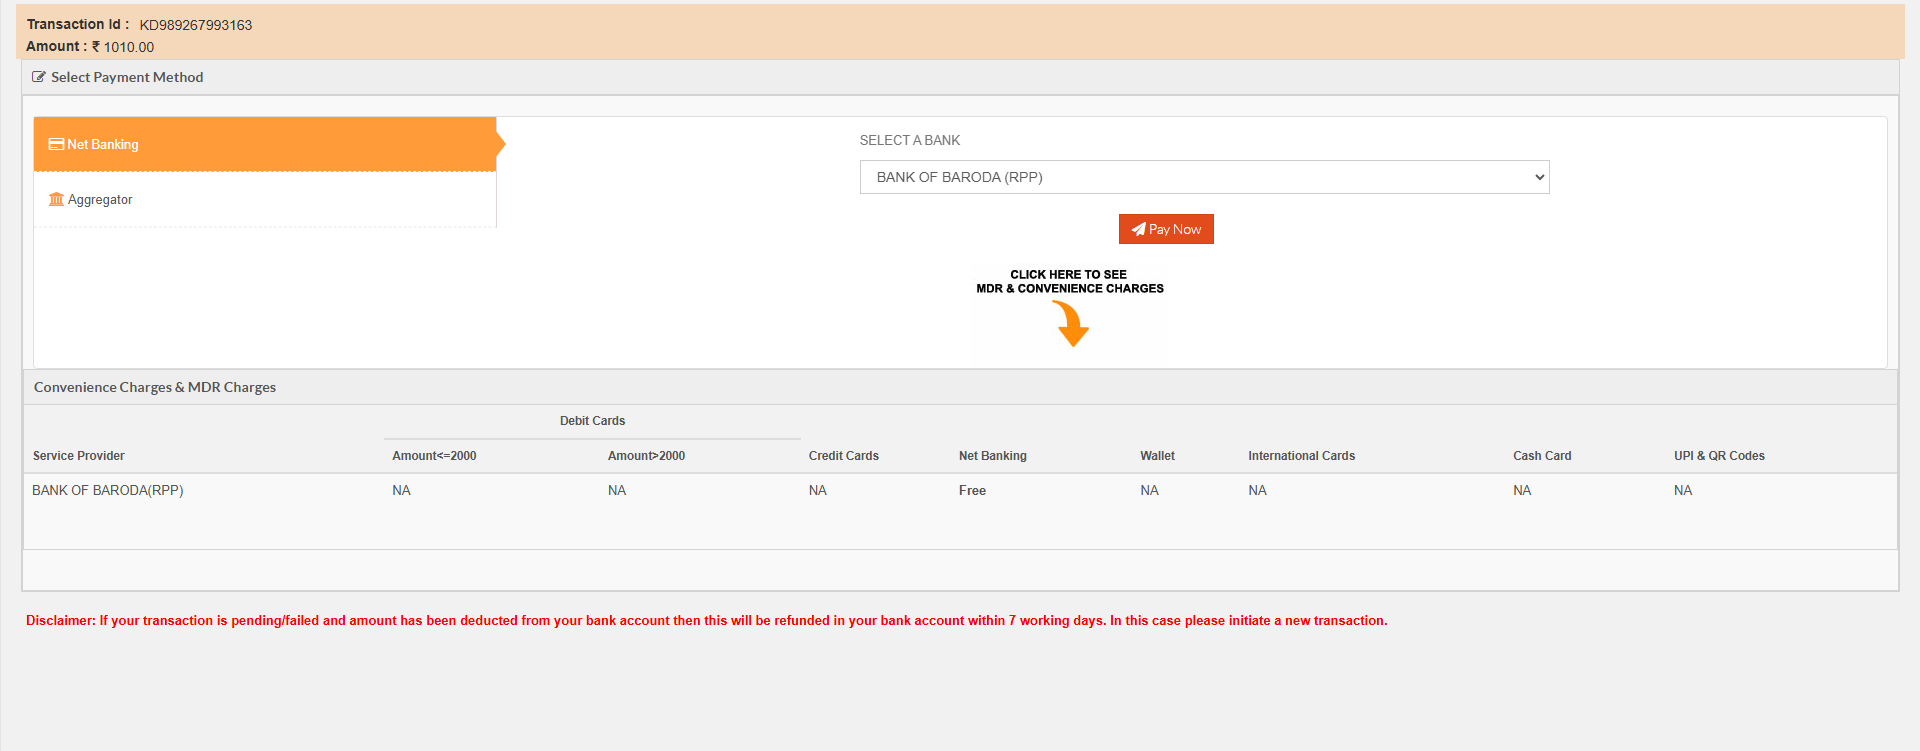 Transaction Id : KD989267993163
Amount : ₹ 1010.00
Select Payment Method
Net Banking
Aggregator
SELECT A BANK
BANK OF BARODA (RPP)
Pay Now
CLICK HERE TO SEE
MDR & CONVENIENCE CHARGES
Convenience Charges & MDR Charges
Debit Cards
Service Provider Amount<=2000 Amount>2000 Credit Cards Net Banking Wallet International Cards Cash Card UPI & QR Codes
BANK OF BARODA(RPP) NA NA NA Free NA NA NA NA
Disclaimer: If your transaction is pending/failed and amount has been deducted from your bank account then this will be refunded in your bank account within 7 working days. In this case please initiate a new transaction.